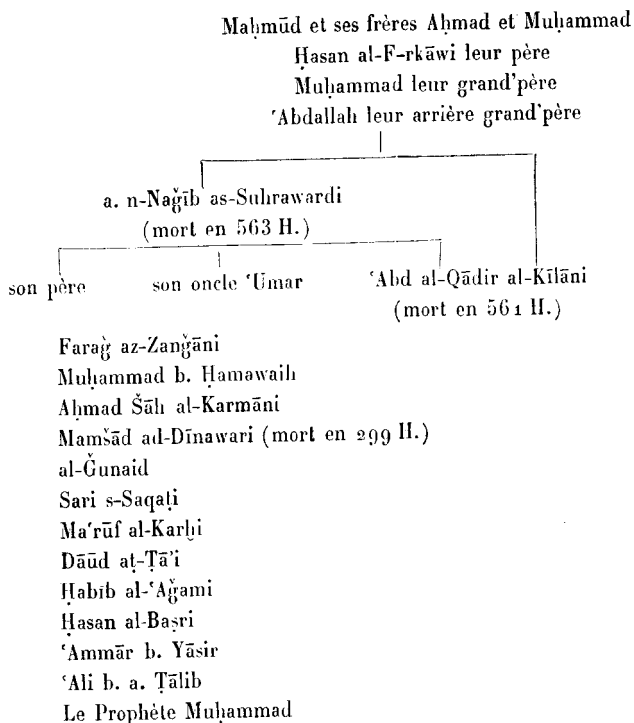 Maḥmūd et ses frères Aḥmad et Muḥammad
Ḥasan al-F-rkāwi leur père
Muḥammad leur grand'père
ʿAbdallah leur arrière grand'père
a. n-Naǧīb as-Suhrawardi
(mort en 563 H.)
son père
son oncle ʿUmar
ʿAbd al-Qādir al-Kīlāni
(mort en 561 H.)
Faraǧ az-Zanǧāni
Muḥammad b. Ḥamawaih
Aḥmad Šāh al-Karmāni
Mamšād ad-Dīnawari (mort en 299 H.)
al-Ǧunaid
Sari s-Saqaṭi
Maʿrūf al-Karḫi
Dāūd aṭ-Ṭā'i
Ḥabīb al-ʿAǧami
Ḥasan al-Baṣri
ʿAmmār b. Yāsir
ʿAli b. a. Ṭālib
Le Prophète Muḥammad